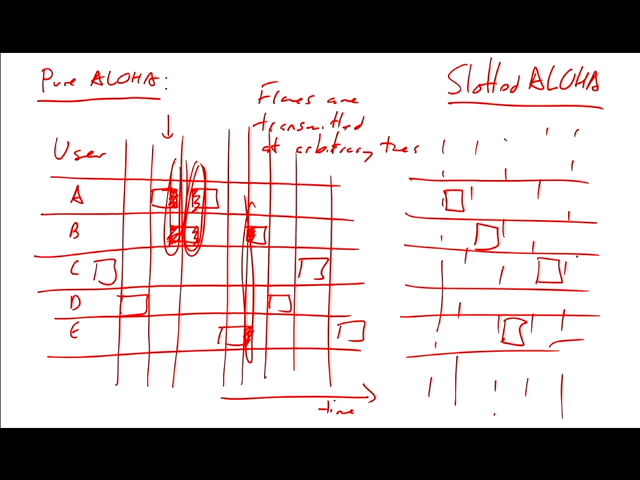 Pure ALOHA:
Slotted ALOHA
Frames are
transmitted
at arbitrary times
User
A
B
C
D
E
time